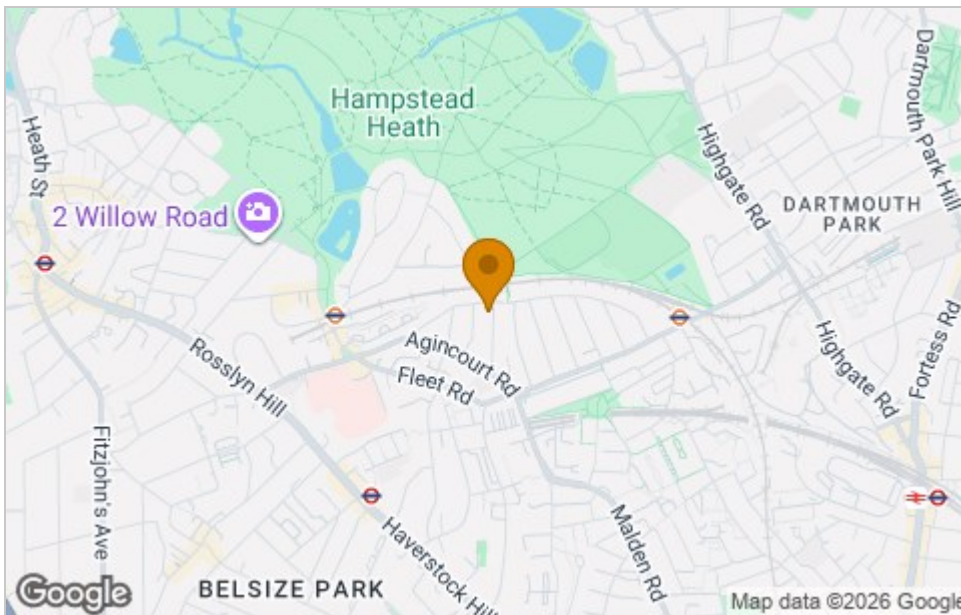 Hampstead
Heath
Heath St
2 Willow Road
Highgate Rd
Dartmouth Park Hill
DARTMOUTH
PARK
Rosslyn Hill
Agincourt Rd
Fleet Rd
Highgate Rd
Fortess Rd
Fitzjohn's Ave
Haverstock Hill
Malden Rd
BELSIZE PARK
Google
Map data ©2026 Google